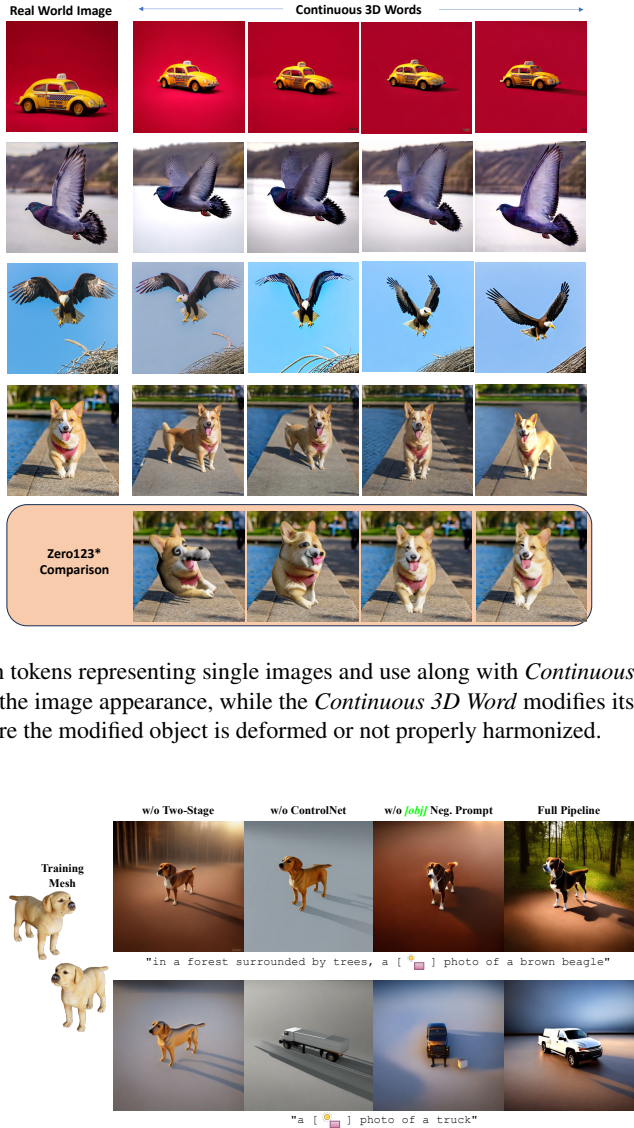 Real World Image
Continuous 3D Words
Zero123*
Comparison
n tokens representing single images and use along with Continuous
the image appearance, while the Continuous 3D Word modifies its
re the modified object is deformed or not properly harmonized.
w/o Two-Stage
w/o ControlNet
w/o [obj] Neg. Prompt
Full Pipeline
Training
Mesh
"in a forest surrounded by trees, a [ ] photo of a brown beagle"
"a [ ] photo of a truck"